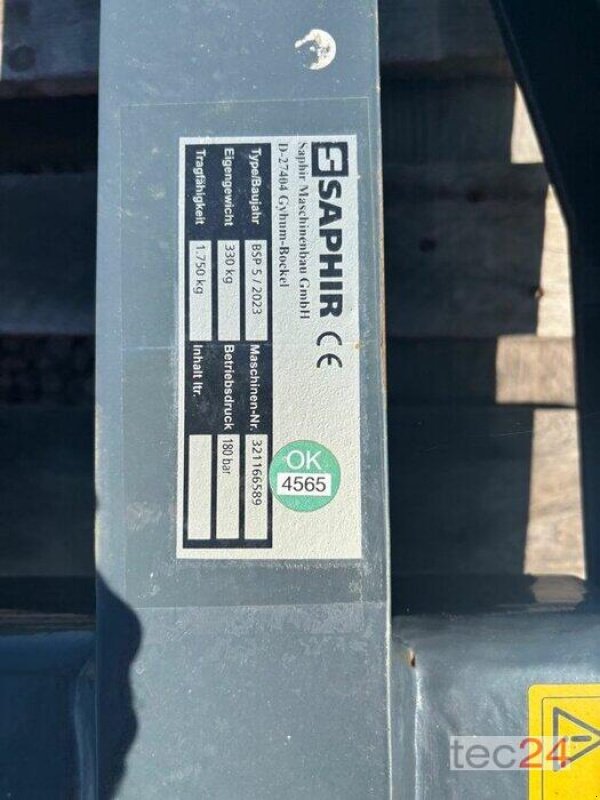 SAPHIR CE
Saphir Maschinenbau GmbH
D-27404 Gyhum-Bockel
Type/Baujahr BSP 5 / 2023 Maschinen-Nr. 321166589
Eigengewicht 330 kg Betriebsdruck 180 bar
Tragfähigkeit 1.750 kg Inhalt ltr.
OK
4565
tec24